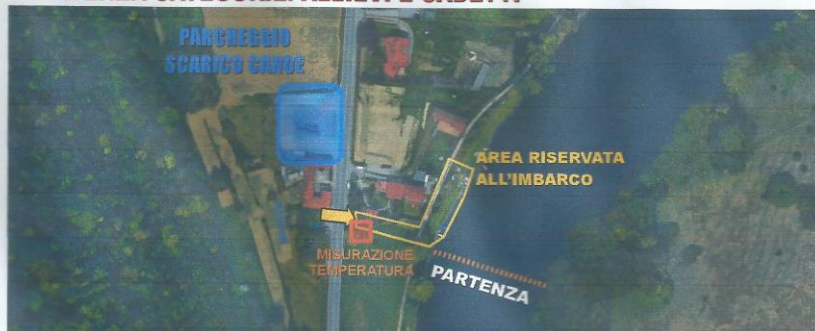 PARCHEGGIO
SCARICO CANOE
AREA RISERVATA
ALL'IMBARCO
MISURAZIONE
TEMPERATURA
PARTENZA